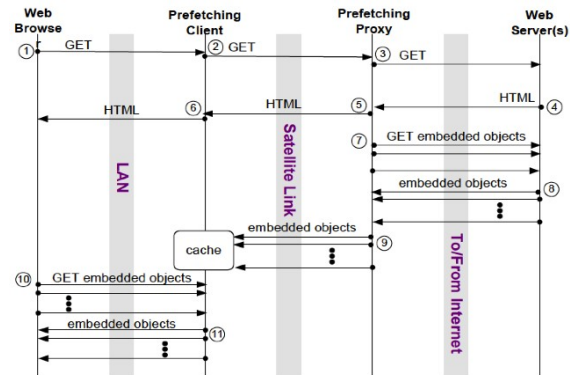 Web
Browse
r
Prefetching
Client
Prefetching
Proxy
Web
Server(s)
1 GET
2 GET
3 GET
HTML 4
HTML 5
HTML 6
7 GET embedded objects
embedded objects 8
embedded objects
9
cache
10 GET embedded objects
embedded objects
11
LAN
Satellite Link
To/From Internet